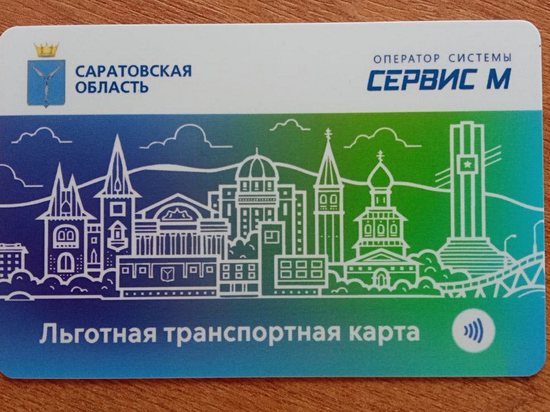 САРАТОВСКАЯ
ОБЛАСТЬ
ОПЕРАТОР СИСТЕМЫ
СЕРВИС М
Льготная транспортная карта